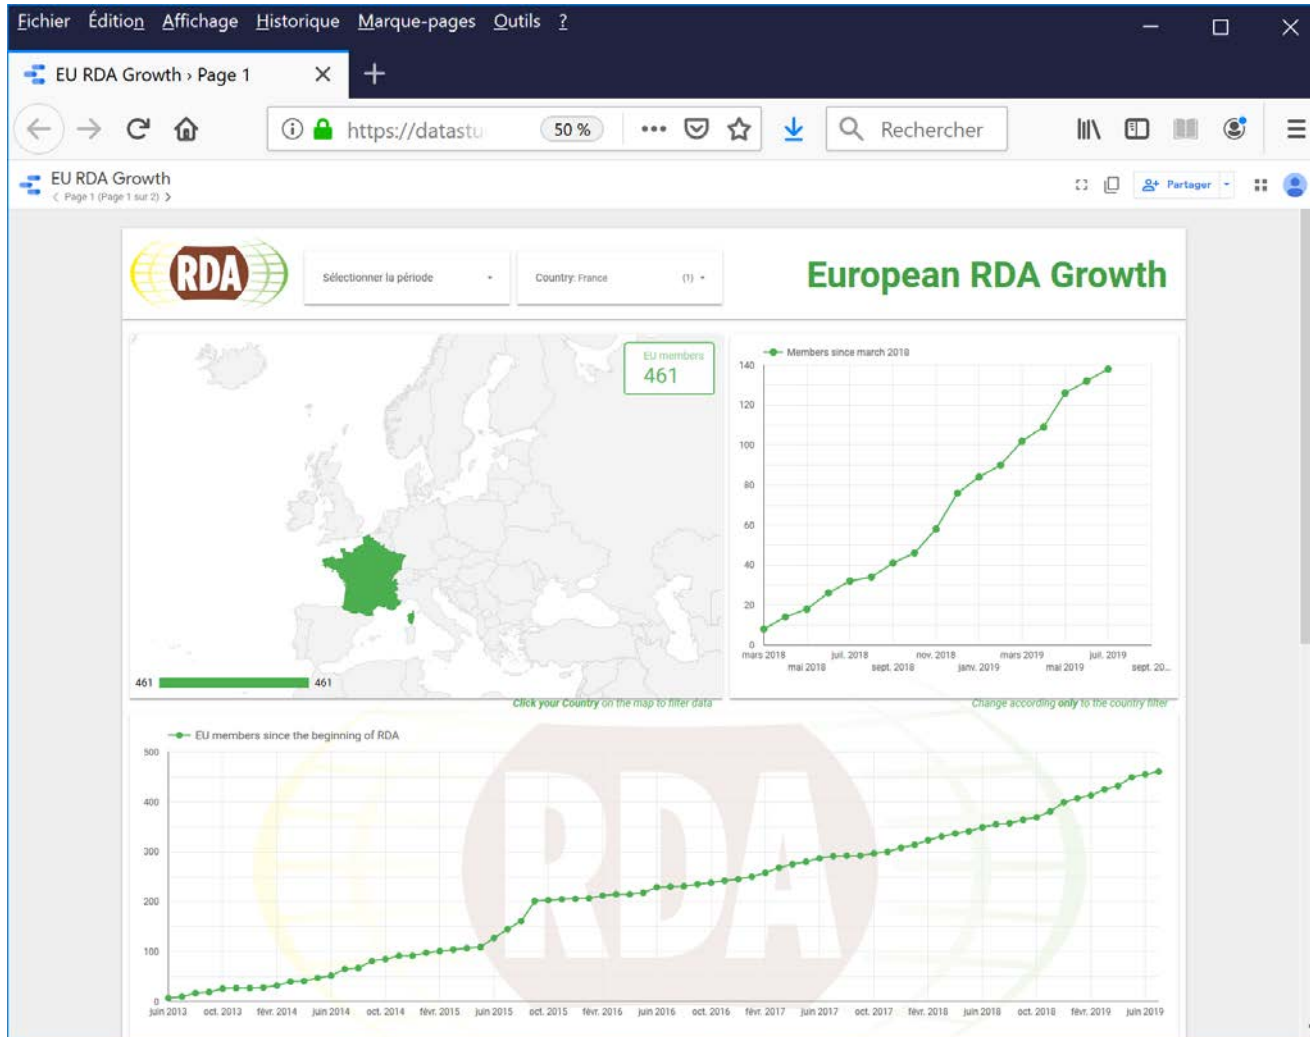 Fichier Édition Affichage Historique Marque-pages Outils ?
EU RDA Growth › Page 1
https://datastu
50 %
Rechercher
EU RDA Growth
Page 1 (Page 1 sur 2)
Partager
RDA
Sélectionner la période
Country: France (1)
European RDA Growth
EU members
461
461 461
Click your Country on the map to filter data
Members since march 2018
140
120
100
80
60
40
20
0
mars 2018 juil. 2018 nov. 2018 mars 2019 juil. 2019
mai 2018 sept. 2018 janv. 2019 mai 2019 sept. 20...
Change according only to the country filter
EU members since the beginning of RDA
500
400
300
200
100
0
juin 2013 oct. 2013 févr. 2014 juin 2014 oct. 2014 févr. 2015 juin 2015 oct. 2015 févr. 2016 juin 2016 oct. 2016 févr. 2017 juin 2017 oct. 2017 févr. 2018 juin 2018 oct. 2018 févr. 2019 juin 2019
RDA